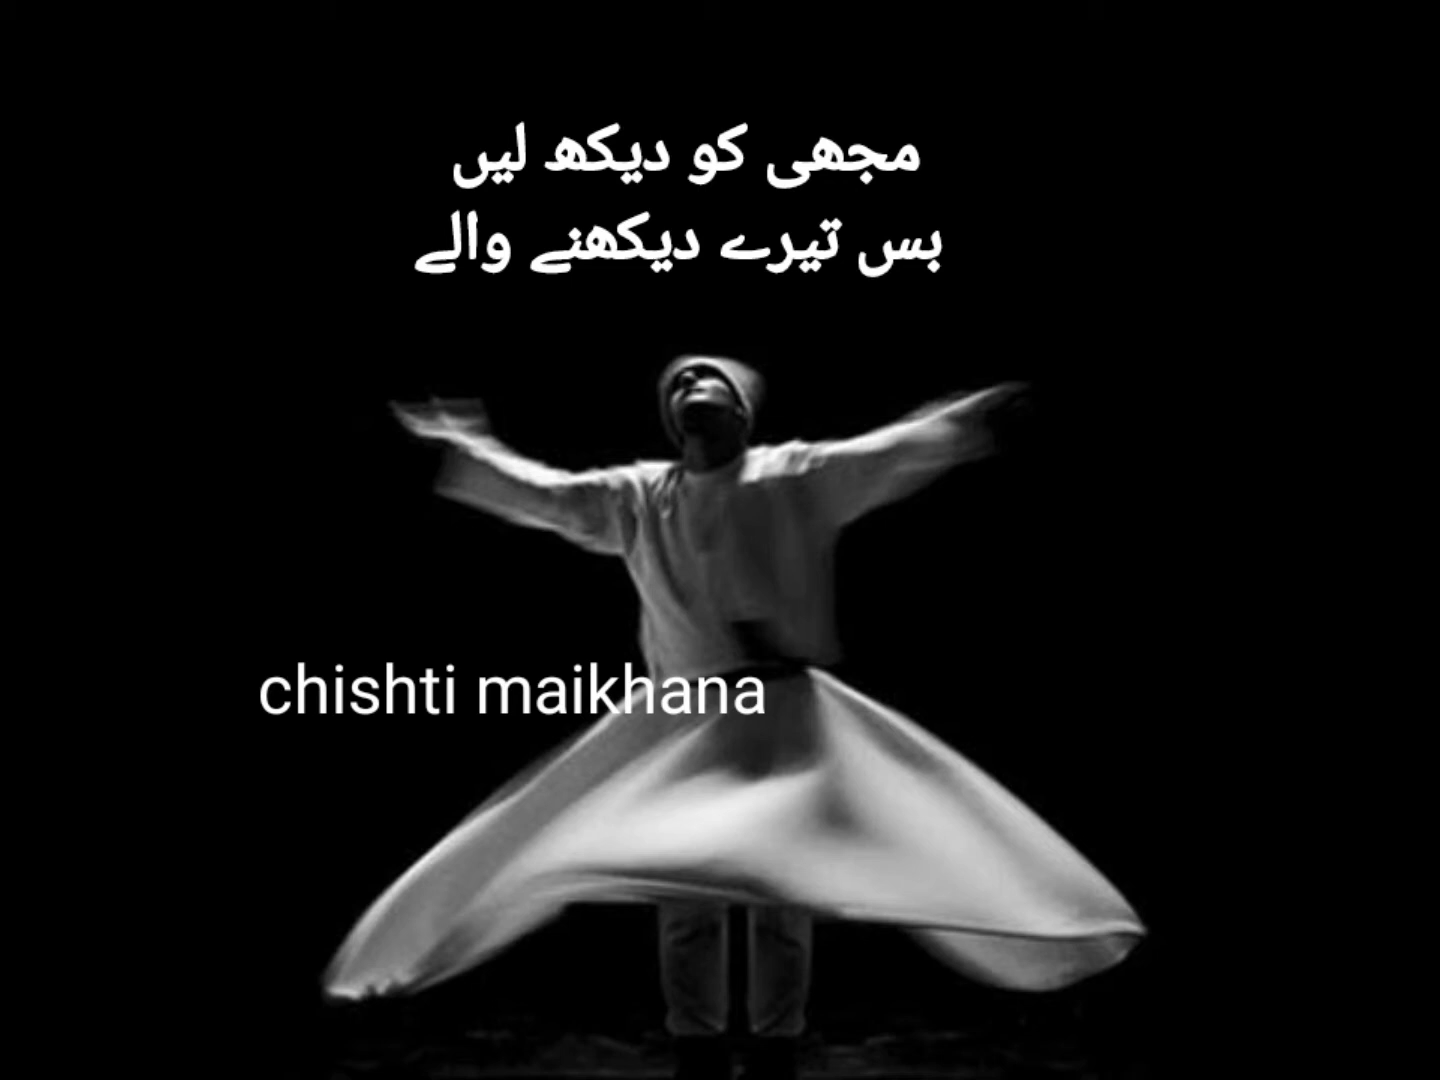 مجھی کو دیکھ لیں
بس تیرے دیکھنے والے
chishti maikhana